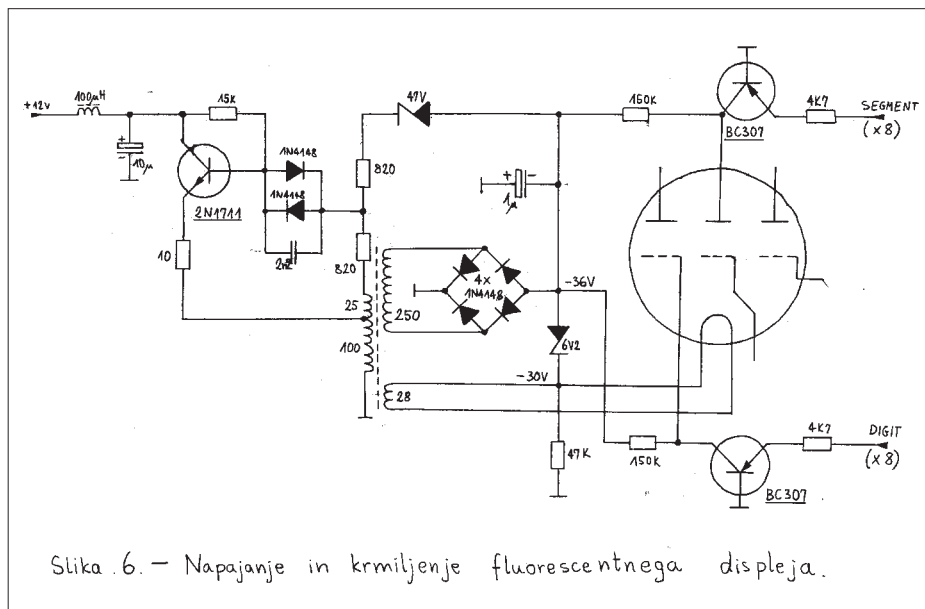 100µH
+12V
10µ
15K
2N1711
10
1N4148
1N4148
2n2
47V
820
820
25
100
250
28
4x
1N4148
1µ
-36V
6V2
-30V
47K
150K
BC307
4K7
SEGMENT
(x8)
150K
BC307
4K7
DIGIT
(x8)
Slika .6. – Napajanje in krmiljenje fluorescentnega displeja.